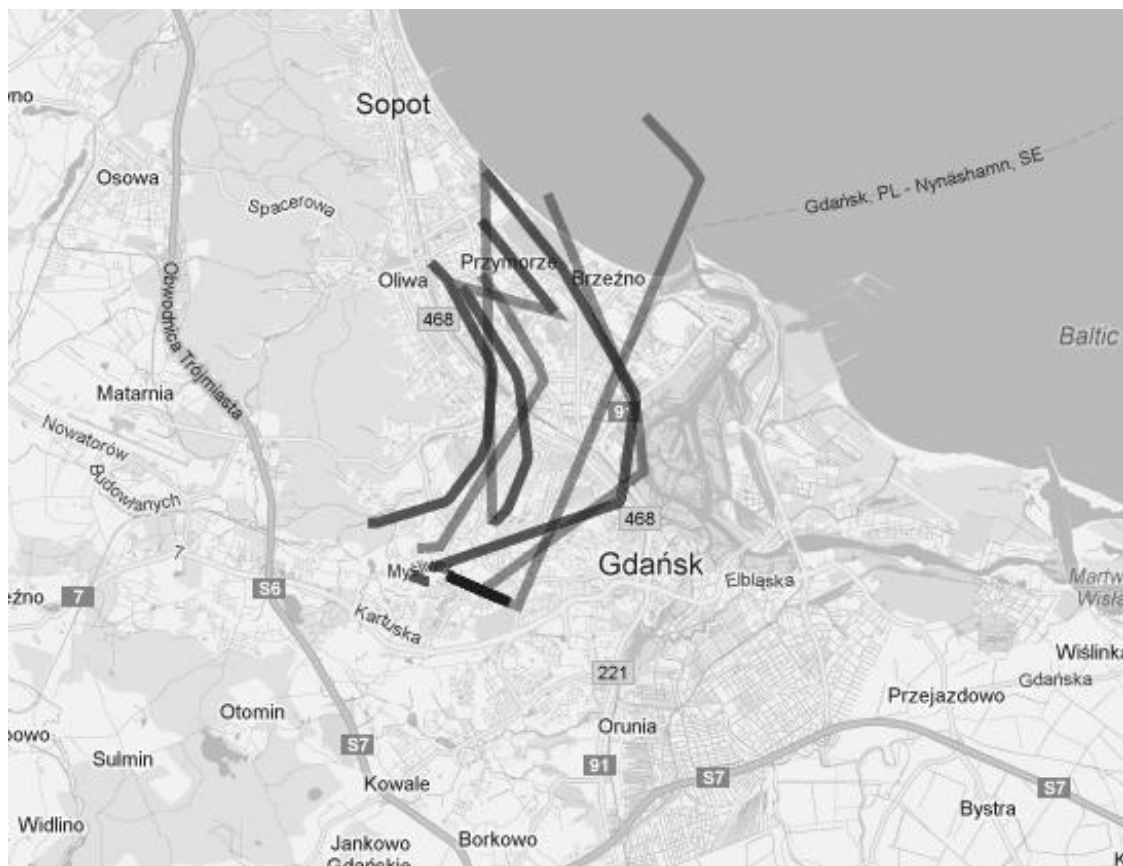 Sopot
Osowa
Spacerowa
Gdańsk, PL - Nynäshamn, SE
Oliwa
Przymorze
Brzeźno
468
Obwodnica Trójmiasta
Baltic
Matarnia
91
Nowatorów
Budowlanych
468
7
Gdańsk
Elbląska
S6
7
Kartuska
221
Wiślinka
Gdańska
Przejazdowo
Otomin
Orunia
Sulmin
S7
91
S7
S7
Kowale
Bystra
Widlino
Borkowo
Jankowo
Gdańskie